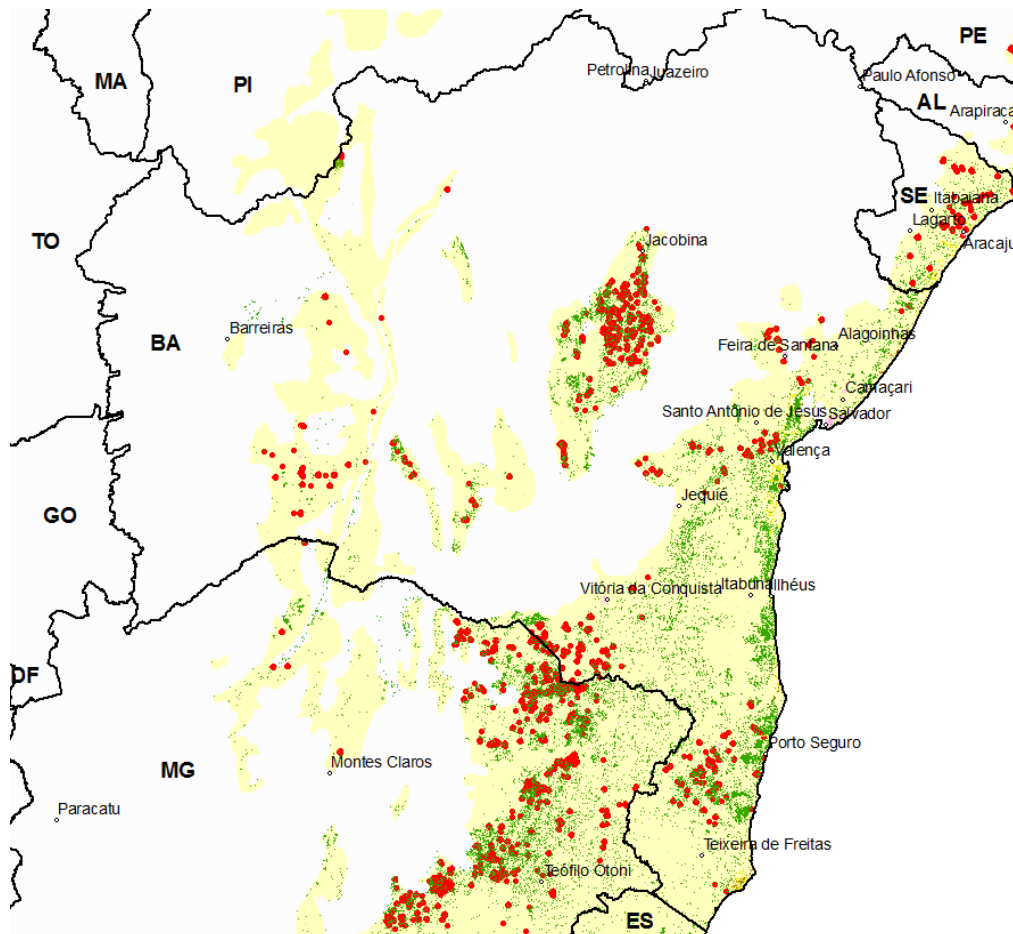 PE
MA
PI
Petrolina
Juazeiro
Paulo Afonso
AL
Arapiraca
SE
Itabaiana
Lagarto
TO
Jacobina
Aracaju
BA
Barreiras
Alagoinhas
Feira de Santana
Camaçari
Santo Antônio de Jesus
Salvador
Valença
Jequié
GO
Vitória da Conquista
Itabuna
Ilhéus
DF
Porto Seguro
MG
Montes Claros
Paracatu
Teixeira de Freitas
Teófilo Otoni
ES